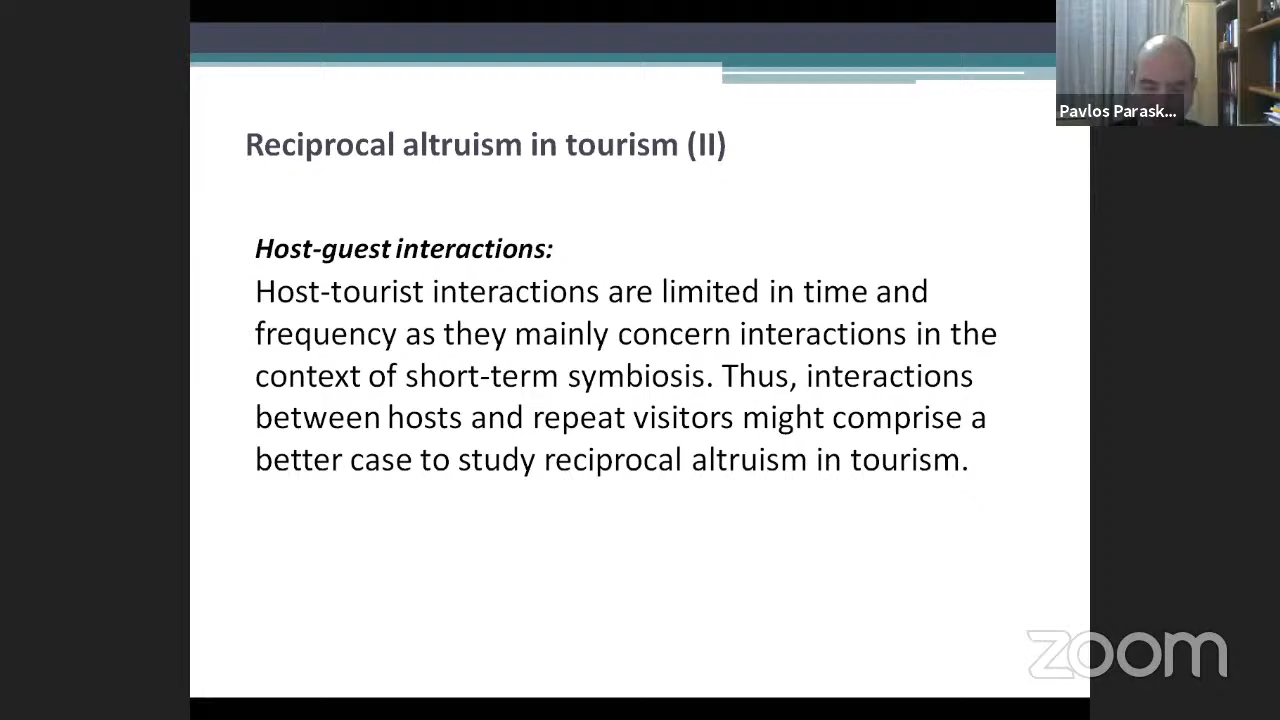 Pavlos Parask...
Reciprocal altruism in tourism (II)
Host-guest interactions:
Host-tourist interactions are limited in time and
frequency as they mainly concern interactions in the
context of short-term symbiosis. Thus, interactions
between hosts and repeat visitors might comprise a
better case to study reciprocal altruism in tourism.
zoom